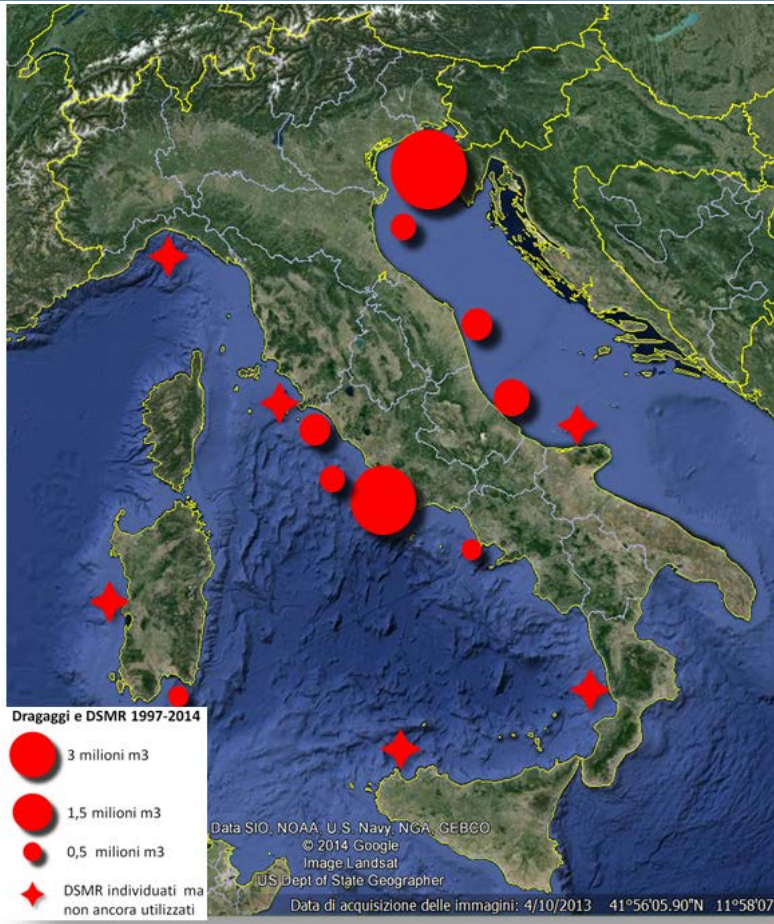 Dragaggi e DSMR 1997-2014
3 milioni m3
1,5 milioni m3
0,5 milioni m3
DSMR individuati ma
non ancora utilizzati
Data SIO, NOAA, U.S. Navy, NGA, GEBCO
© 2014 Google
Image Landsat
US Dept of State Geographer
Data di acquisizione delle immagini: 4/10/2013 41°56'05.90"N 11°58'07